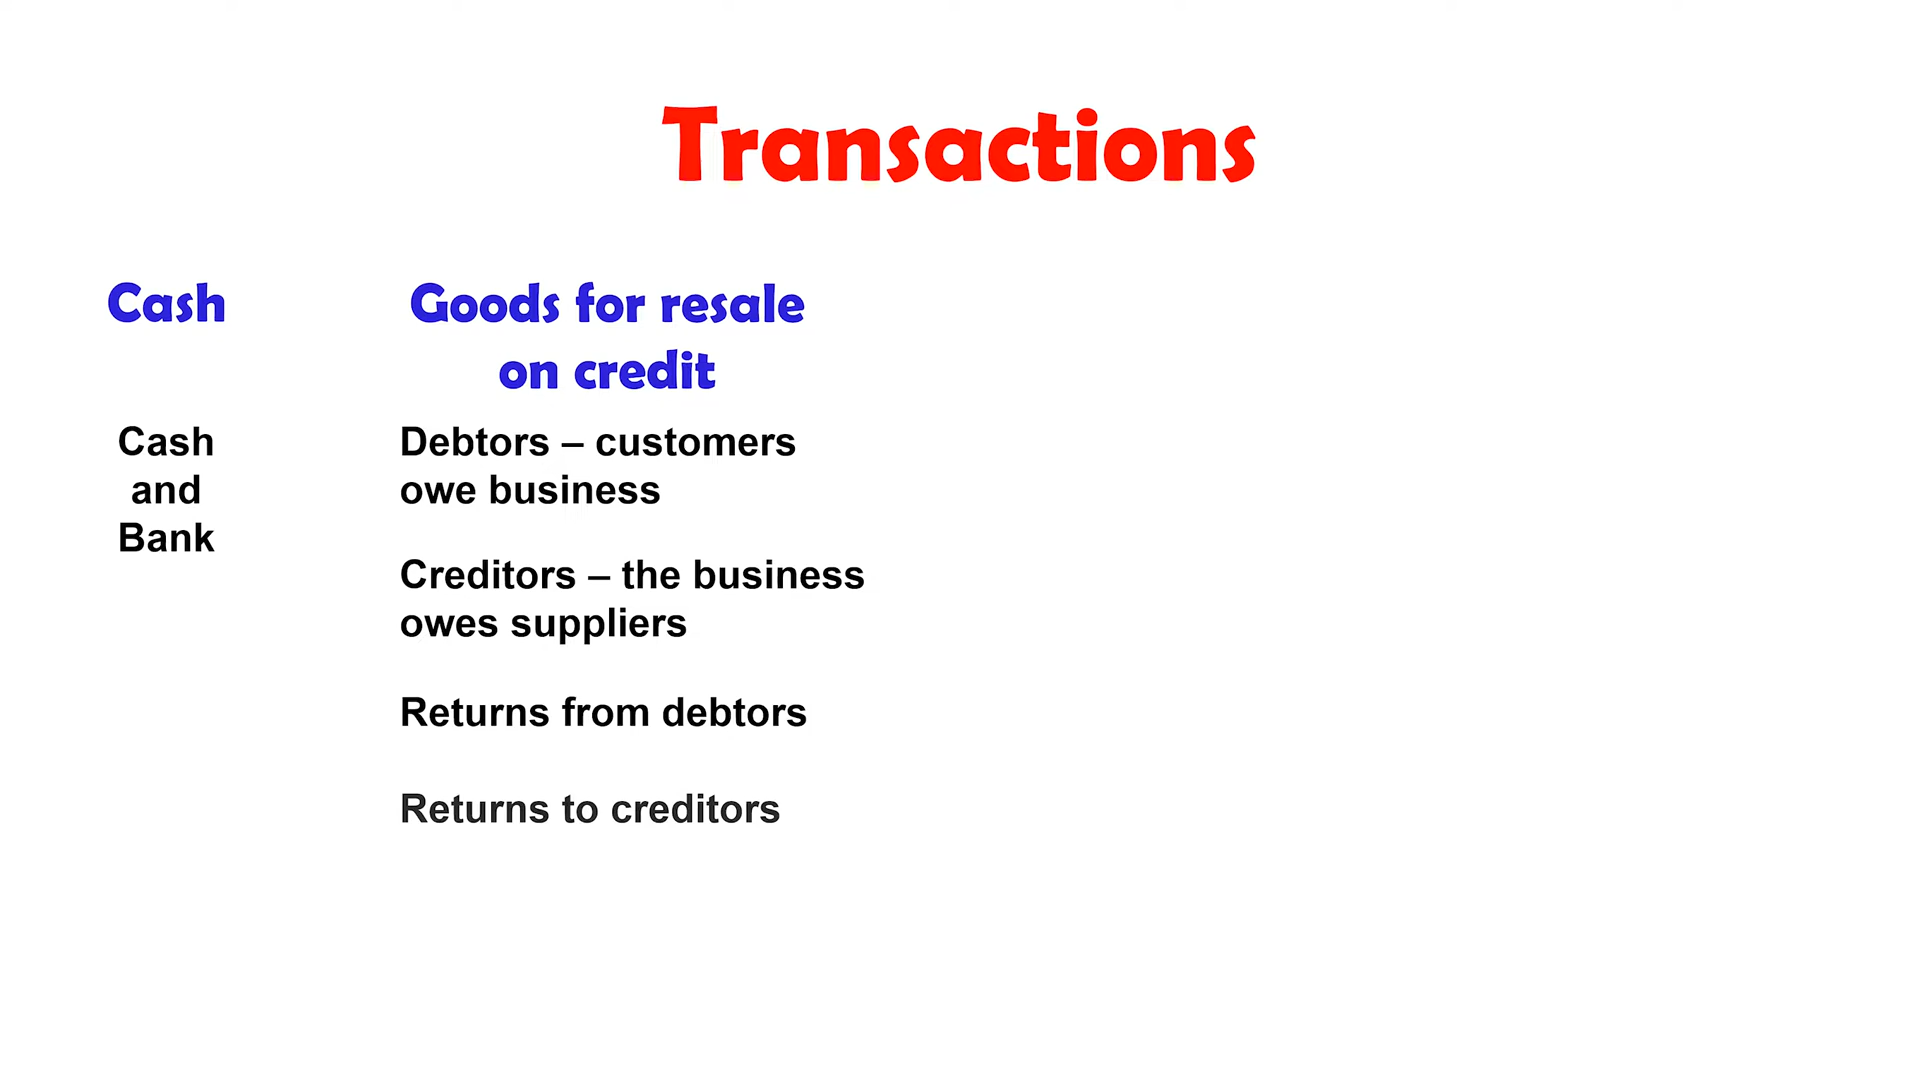 Transactions
Cash
Cash
and
Bank
Goods for resale
on credit
Debtors – customers
owe business
Creditors – the business
owes suppliers
Returns from debtors
Returns to creditors